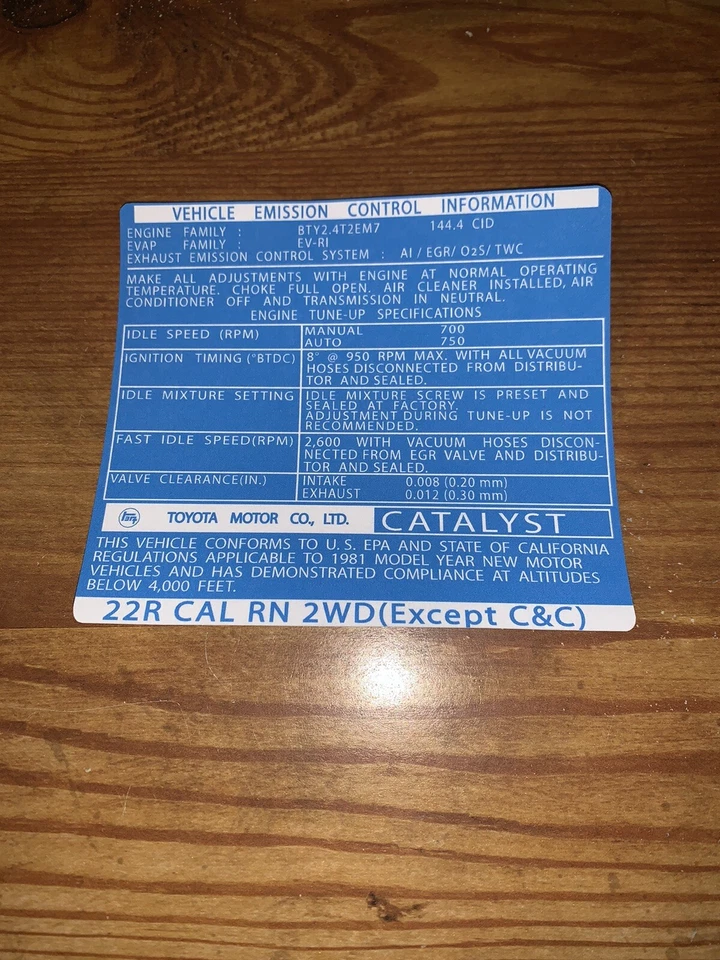 VEHICLE EMISSION CONTROL INFORMATION
ENGINE FAMILY : BTY2.4T2EM7 144.4 CID
EVAP FAMILY : EV-RI
EXHAUST EMISSION CONTROL SYSTEM : AI / EGR/ O2S/ TWC
MAKE ALL ADJUSTMENTS WITH ENGINE AT NORMAL OPERATING
TEMPERATURE. CHOKE FULL OPEN. AIR CLEANER INSTALLED, AIR
CONDITIONER OFF AND TRANSMISSION IN NEUTRAL.
ENGINE TUNE-UP SPECIFICATIONS
IDLE SPEED (RPM) MANUAL 700
AUTO 750
IGNITION TIMING (°BTDC) 8° @ 950 RPM MAX. WITH ALL VACUUM
HOSES DISCONNECTED FROM DISTRIBU-
TOR AND SEALED.
IDLE MIXTURE SETTING IDLE MIXTURE SCREW IS PRESET AND
SEALED AT FACTORY.
ADJUSTMENT DURING TUNE-UP IS NOT
RECOMMENDED.
FAST IDLE SPEED(RPM) 2,600 WITH VACUUM HOSES DISCON-
NECTED FROM EGR VALVE AND DISTRIBU-
TOR AND SEALED.
VALVE CLEARANCE(IN.) INTAKE 0.008 (0.20 mm)
EXHAUST 0.012 (0.30 mm)
TOYOTA MOTOR CO., LTD. CATALYST
THIS VEHICLE CONFORMS TO U.S. EPA AND STATE OF CALIFORNIA
REGULATIONS APPLICABLE TO 1981 MODEL YEAR NEW MOTOR
VEHICLES AND HAS DEMONSTRATED COMPLIANCE AT ALTITUDES
BELOW 4,000 FEET.
22R CAL RN 2WD(Except C&C)